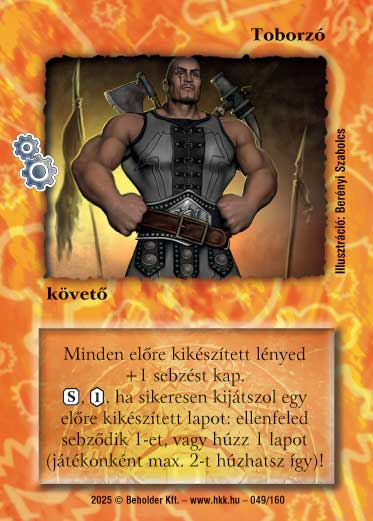 Toborzó
Illusztráció: Berényi Szabolcs
követő
Minden előre kikészített lényed
+1 sebzést kap.
S, 1, ha sikeresen kijátszol egy
előre kikészített lapot: ellenfeled
sebződik 1-et, vagy húzz 1 lapot
(játékonként max. 2-t húzhatsz így)!
2025 © Beholder Kft. – www.hkk.hu – 049/160